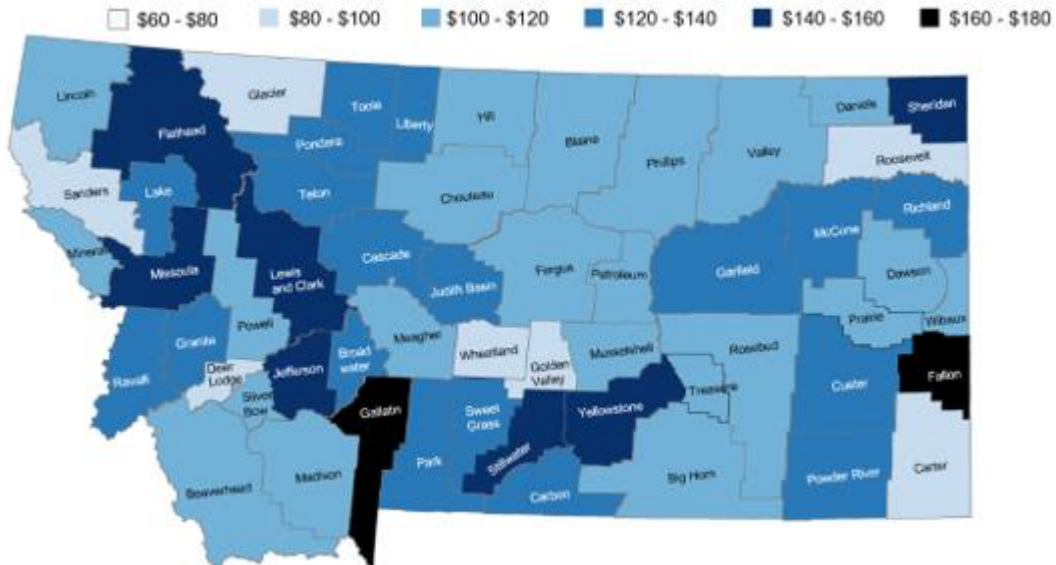 $60 - $80 $80 - $100 $100 - $120 $120 - $140 $140 - $160 $160 - $180
Lincoln
Flathead
Glacier
Toole
Liberty
Hill
Blaine
Phillips
Valley
Daniels
Sheridan
Pondera
Roosevelt
Sanders
Lake
Teton
Chouteau
Richland
McCone
Mineral
Missoula
Lewis
and Clark
Cascade
Judith Basin
Fergus
Petroleum
Garfield
Dawson
Powell
Granite
Ravalli
Deer
Lodge
Silver
Bow
Jefferson
Broad
water
Meagher
Wheatland
Golden
Valley
Musselshell
Rosebud
Treasure
Prairie
Wibaux
Custer
Fallon
Gallatin
Park
Sweet
Grass
Stillwater
Yellowstone
Carbon
Big Horn
Powder River
Carter
Beaverhead
Madison